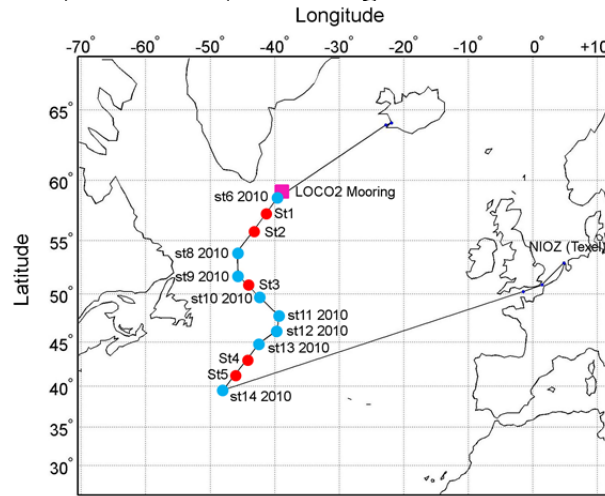 Longitude
-70° -60° -50° -40° -30° -20° -10° 0° +10
65°
60°
55°
50°
45°
40°
35°
30°
Latitude
st6 2010
LOCO2 Mooring
St1
St2
st8 2010
NIOZ (Texel)
st9 2010
St3
st10 2010
st11 2010
st12 2010
st13 2010
St4
St5
st14 2010